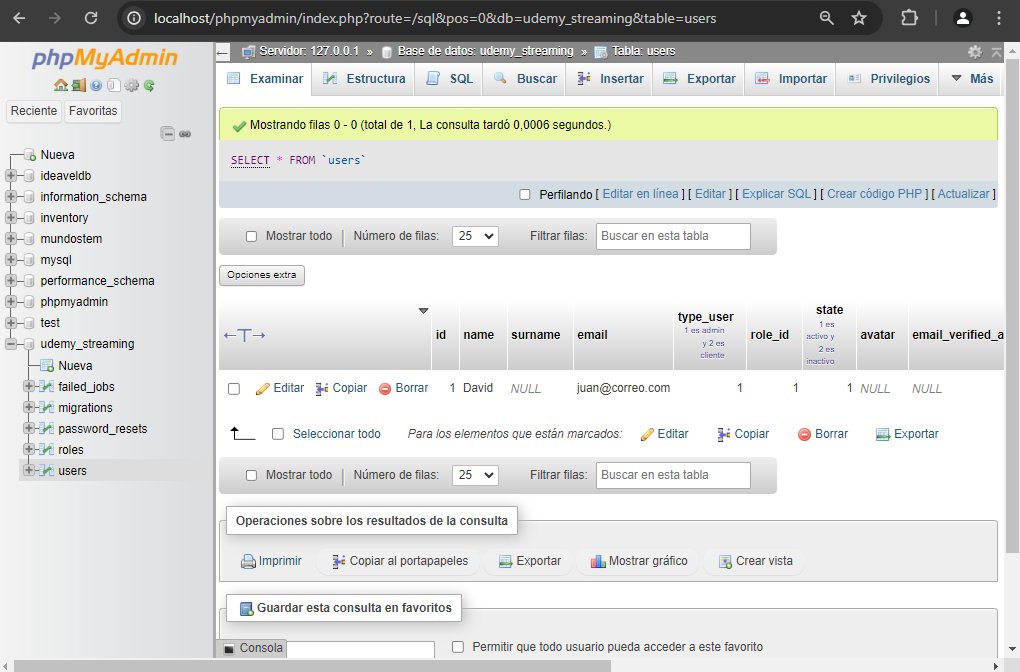 localhost/phpmyadmin/index.php?route=/sql&pos=0&db=udemy_streaming&table=users
phpMyAdmin
Reciente Favoritas
Nueva
ideaveldb
information_schema
inventory
mundostem
mysql
performance_schema
phpmyadmin
test
udemy_streaming
Nueva
failed_jobs
migrations
password_resets
roles
users
Servidor: 127.0.0.1 » Base de datos: udemy_streaming » Tabla: users
Examinar Estructura SQL Buscar Insertar Exportar Importar Privilegios Más
Mostrando filas 0 - 0 (total de 1, La consulta tardó 0,0006 segundos.)
SELECT * FROM `users`
Perfilando [ Editar en línea ] [ Editar ] [ Explicar SQL ] [ Crear código PHP ] [ Actualizar ]
Mostrar todo Número de filas: 25 Filtrar filas: Buscar en esta tabla
Opciones extra
id name surname email type_user 1 es admin y 2 es cliente role_id state 1 es activo y 2 es inactivo avatar email_verified_a
Editar Copiar Borrar 1 David NULL juan@correo.com 1 1 1 NULL NULL
Seleccionar todo Para los elementos que están marcados: Editar Copiar Borrar Exportar
Mostrar todo Número de filas: 25 Filtrar filas: Buscar en esta tabla
Operaciones sobre los resultados de la consulta
Imprimir Copiar al portapapeles Exportar Mostrar gráfico Crear vista
Guardar esta consulta en favoritos
Consola Permitir que todo usuario pueda acceder a este favorito